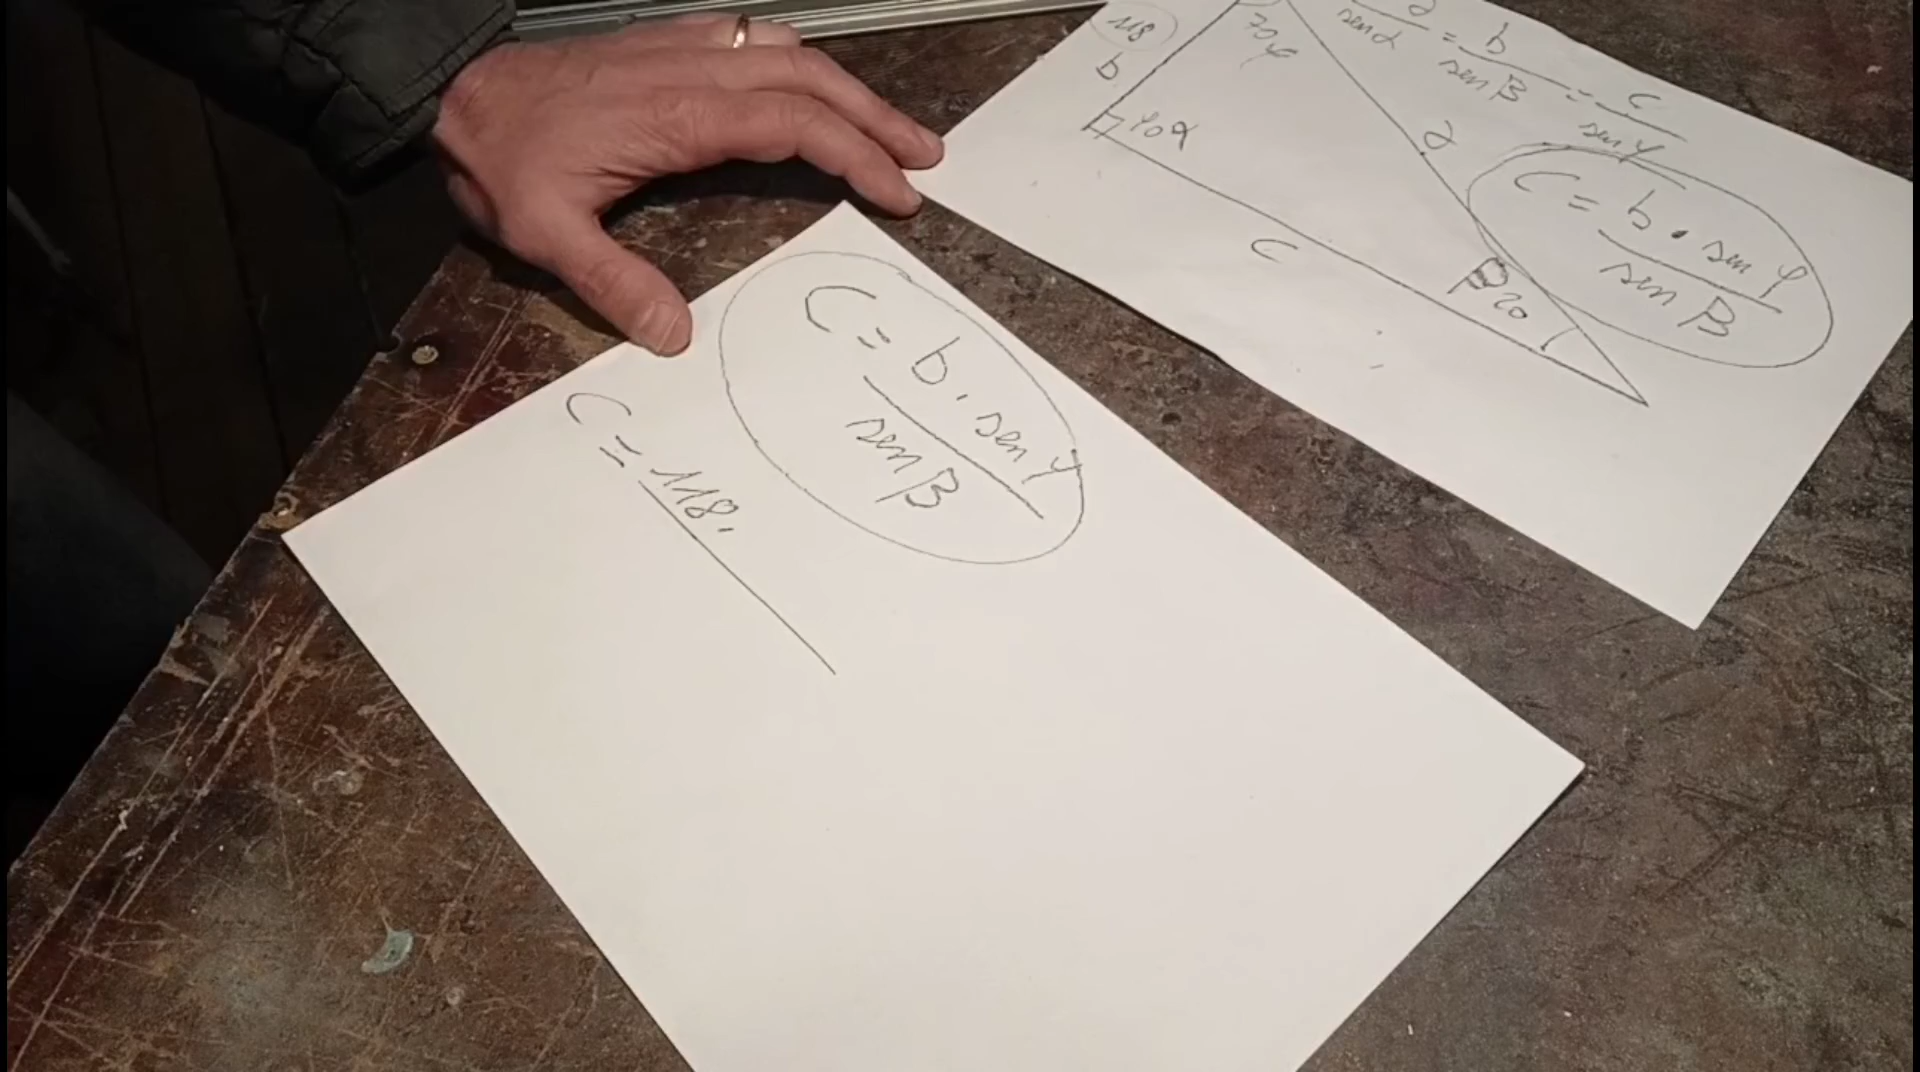 C = b · sen φ
sen β
C = 118 ·
118
b
70 φ
90 α
c
a
β 20
a = b = c
sen α sen β sen φ
C = b · sen φ
sen β